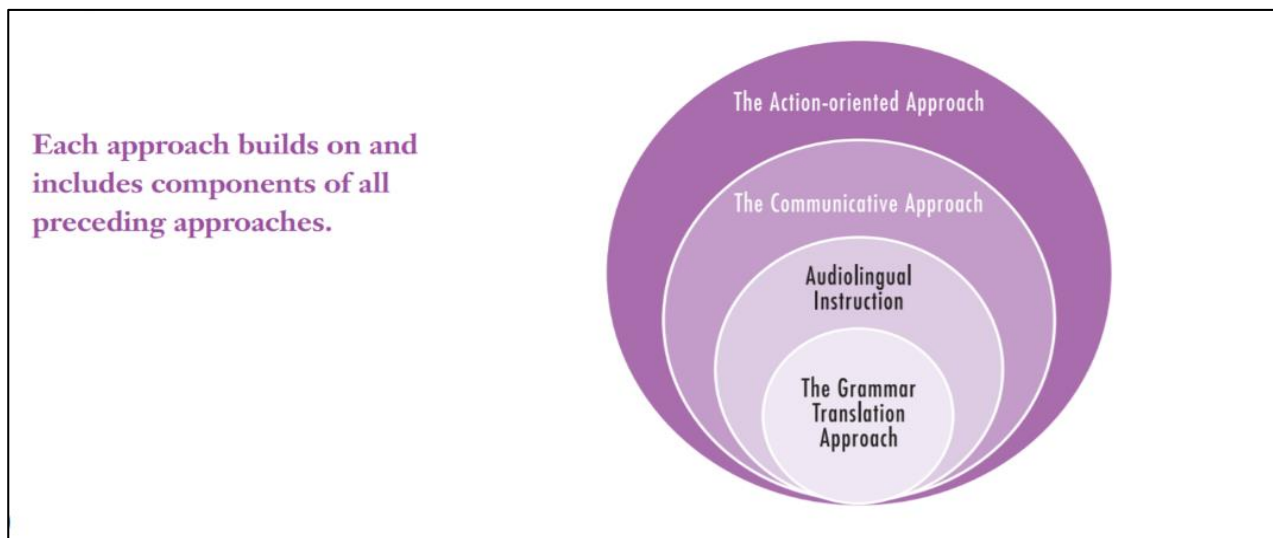 Each approach builds on and
includes components of all
preceding approaches.
The Action-oriented Approach
The Communicative Approach
Audiolingual
Instruction
The Grammar
Translation
Approach